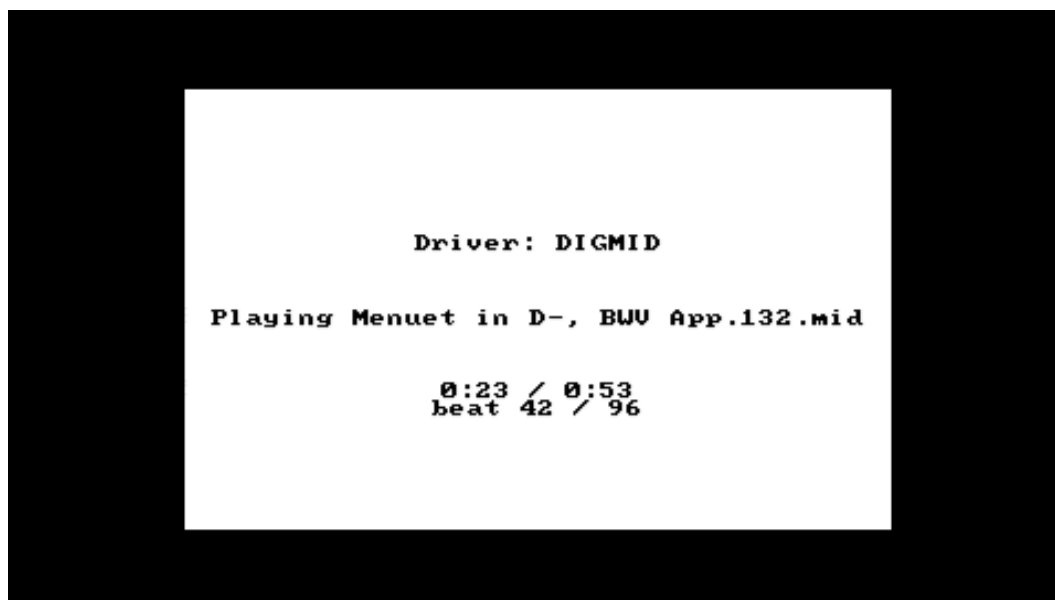 Driver: DIGMID
Playing Menuet in D-, BWV App.132.mid
0:23 / 0:53
beat 42 / 96